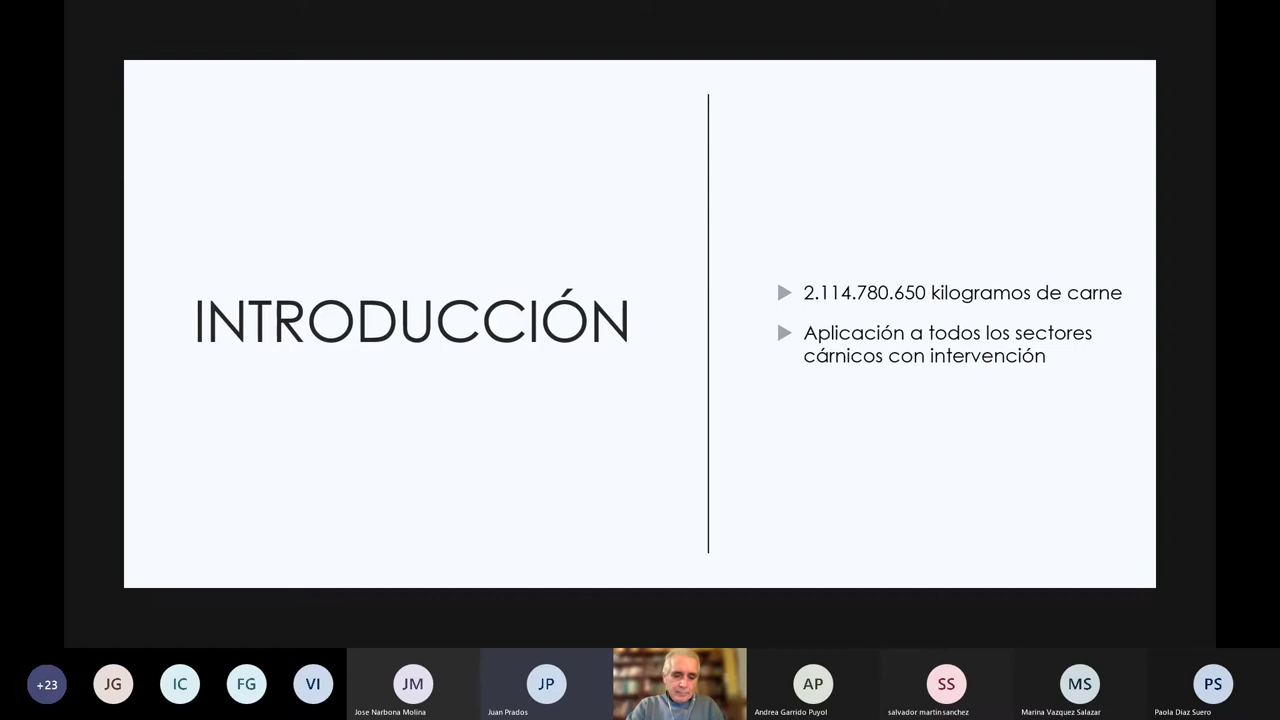 INTRODUCCIÓN
2.114.780.650 kilogramos de carne
Aplicación a todos los sectores
cárnicos con intervención
+23
JG
IC
FG
VI
JM
JP
AP
SS
MS
PS
Jose Narbona Molina
Juan Prados
Andrea Garrido Puyol
salvador martin sanchez
Marina Vazquez Salazar
Paola Diaz Suero